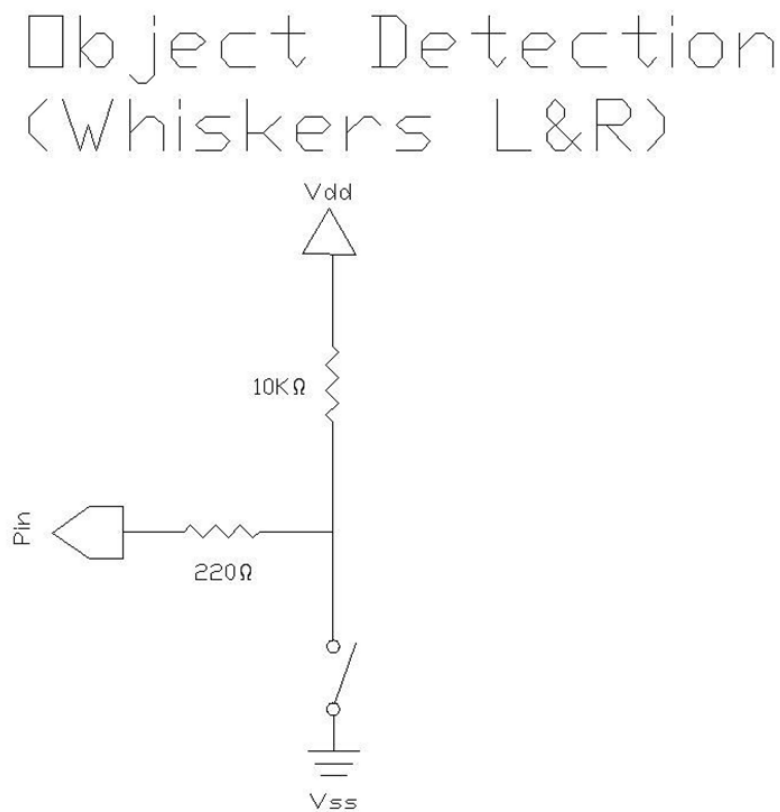 Object Detection
(Whiskers L&R)
Vdd
10KΩ
Pin
220Ω
Vss